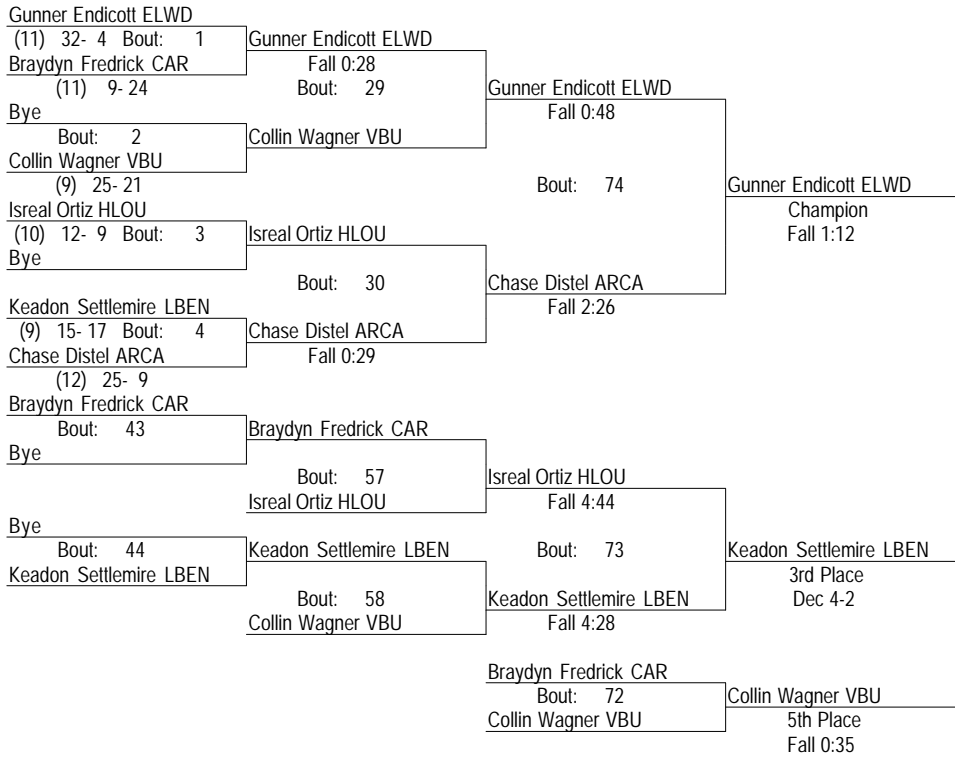 Gunner Endicott ELWD
(11) 32- 4 Bout: 1
Gunner Endicott ELWD
Braydyn Fredrick CAR
Fall 0:28
(11) 9- 24
Bout: 29
Gunner Endicott ELWD
Bye
Fall 0:48
Bout: 2
Collin Wagner VBU
Collin Wagner VBU
(9) 25- 21
Bout: 74
Gunner Endicott ELWD
Isreal Ortiz HLOU
Champion
(10) 12- 9 Bout: 3
Isreal Ortiz HLOU
Fall 1:12
Bye
Bout: 30
Chase Distel ARCA
Keadon Settlemire LBEN
Fall 2:26
(9) 15- 17 Bout: 4
Chase Distel ARCA
Chase Distel ARCA
Fall 0:29
(12) 25- 9
Braydyn Fredrick CAR
Bout: 43
Braydyn Fredrick CAR
Bye
Bout: 57
Isreal Ortiz HLOU
Isreal Ortiz HLOU
Fall 4:44
Bye
Bout: 44
Keadon Settlemire LBEN
Bout: 73
Keadon Settlemire LBEN
Keadon Settlemire LBEN
3rd Place
Bout: 58
Keadon Settlemire LBEN
Dec 4-2
Collin Wagner VBU
Fall 4:28
Braydyn Fredrick CAR
Bout: 72
Collin Wagner VBU
Collin Wagner VBU
5th Place
Fall 0:35